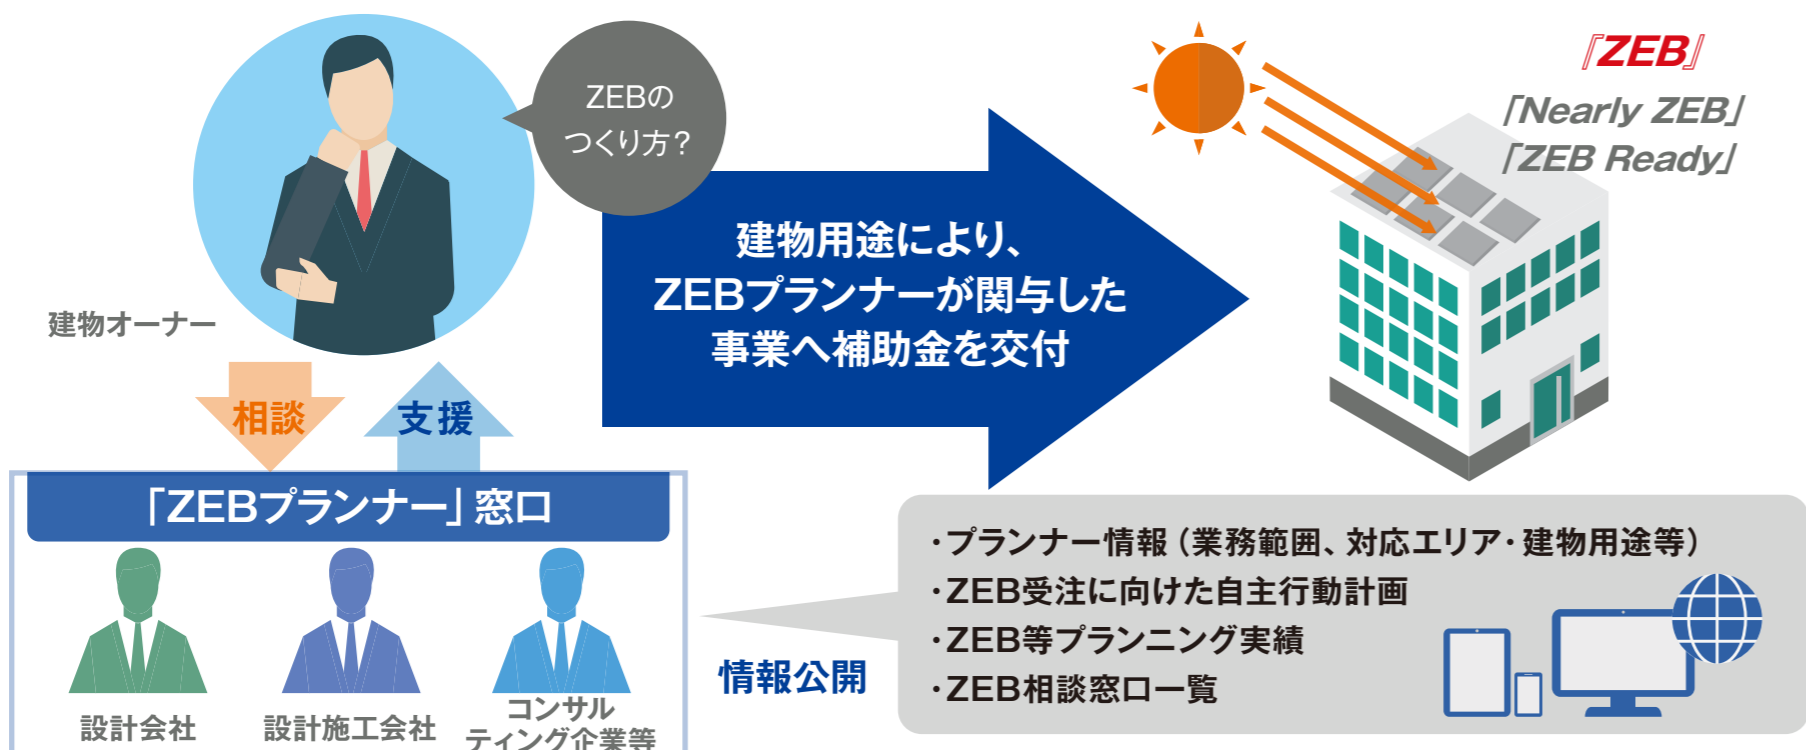 ZEBの
つくり方？
『ZEB』
「Nearly ZEB」
「ZEB Ready」
建物用途により、
ZEBプランナーが関与した
事業へ補助金を交付
建物オーナー
相談
支援
「ZEBプランナー」窓口
設計会社
設計施工会社
コンサル
ティング企業等
情報公開
・プランナー情報（業務範囲、対応エリア・建物用途等）
・ZEB受注に向けた自主行動計画
・ZEB等プランニング実績
・ZEB相談窓口一覧